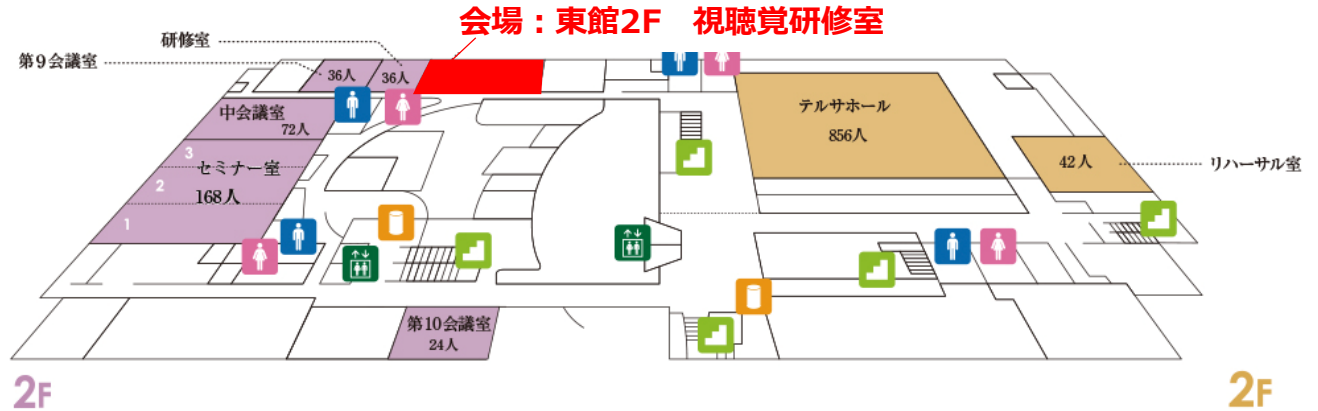 会場：東館2F　視聴覚研修室
研修室
第9会議室
36人
36人
中会議室
72人
3
セミナー室
2
168人
1
テルサホール
856人
42人
リハーサル室
第10会議室
24人
2F
2F